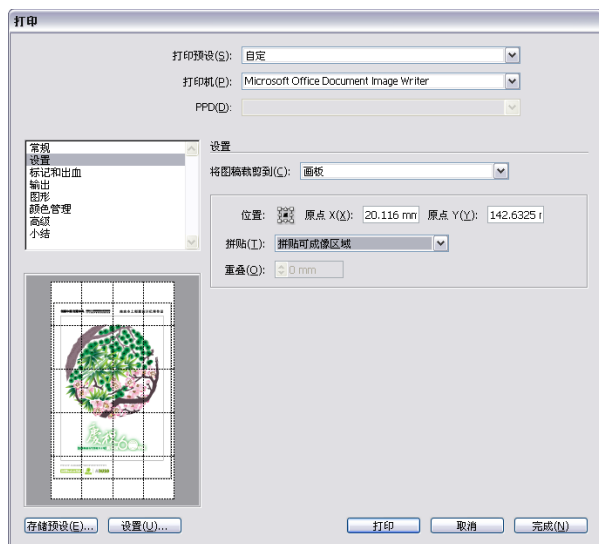 打印
打印预设(S): 自定
打印机(P): Microsoft Office Document Image Writer
PPD(D):
常规
设置
标记和出血
输出
图形
颜色管理
高级
小结
设置
将图稿裁剪到(C): 画板
位置: 原点 X(X): 20.116 mm 原点 Y(Y): 142.6325 r
拼贴(T): 拼贴可成像区域
重叠(O): 0 mm
存储预设(E)... 设置(U)... 打印 取消 完成(N)